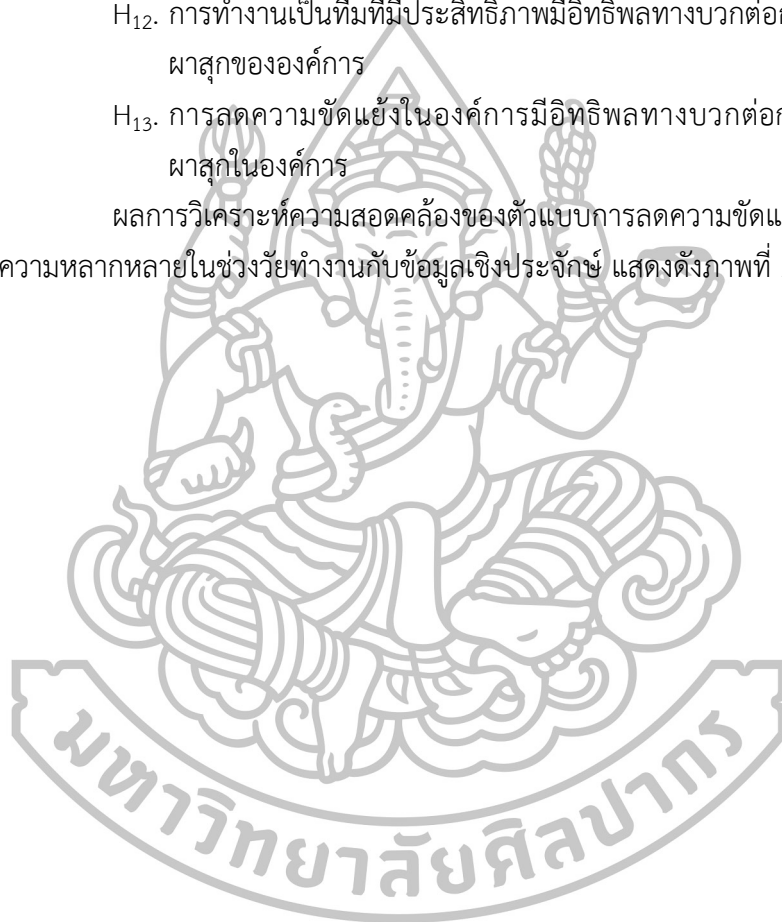 H₁₂. การทำงานเป็นทีมที่มีประสิทธิภาพมีอิทธิพลทางบวกต่อ
ผาสุกขององค์การ
H₁₃. การลดความขัดแย้งในองค์การมีอิทธิพลทางบวกต่อ
ผาสุกในองค์การ
ผลการวิเคราะห์ความสอดคล้องของตัวแบบการลดความขัด
ความหลากหลายในช่วงวัยทำงานกับข้อมูลเชิงประจักษ์ แสดงดังภาพที่
มหาวิทยาลัยศิลปากร